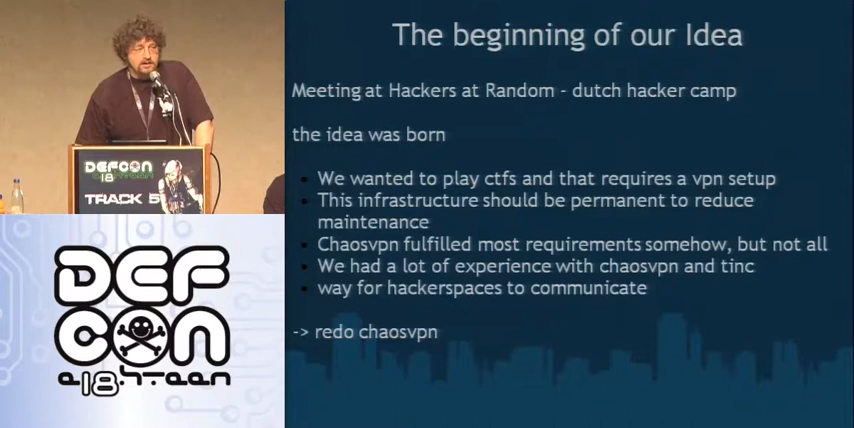 The beginning of our Idea
Meeting at Hackers at Random - dutch hacker camp
the idea was born
We wanted to play ctfs and that requires a vpn setup
This infrastructure should be permanent to reduce
maintenance
Chaosvpn fulfilled most requirements somehow, but not all
We had a lot of experience with chaosvpn and tinc
way for hackerspaces to communicate
-> redo chaosvpn
DEFCON
18
TRACK 5
DEF
CON
e18hteen